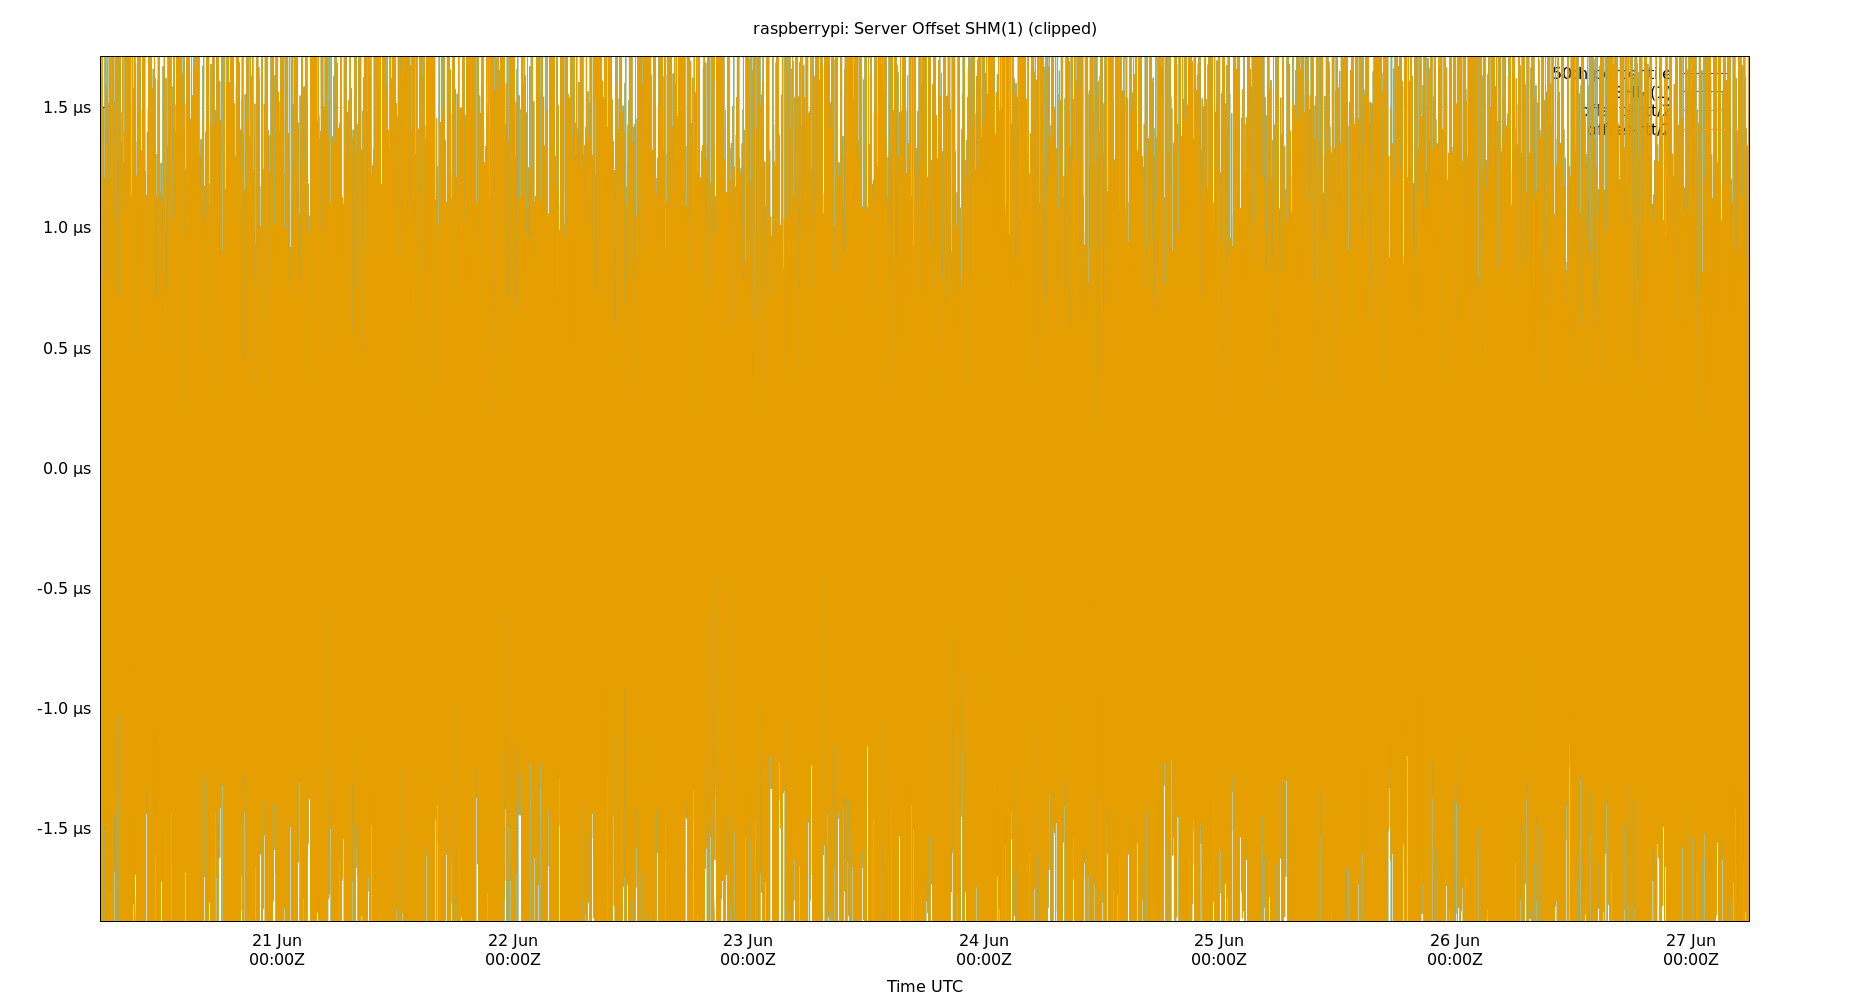 raspberrypi: Server Offset SHM(1) (clipped)
1.5 µs
1.0 µs
0.5 µs
0.0 µs
-0.5 µs
-1.0 µs
-1.5 µs
21 Jun 22 Jun 23 Jun 24 Jun 25 Jun 26 Jun 27 Jun
00:00Z 00:00Z 00:00Z 00:00Z 00:00Z 00:00Z 00:00Z
Time UTC